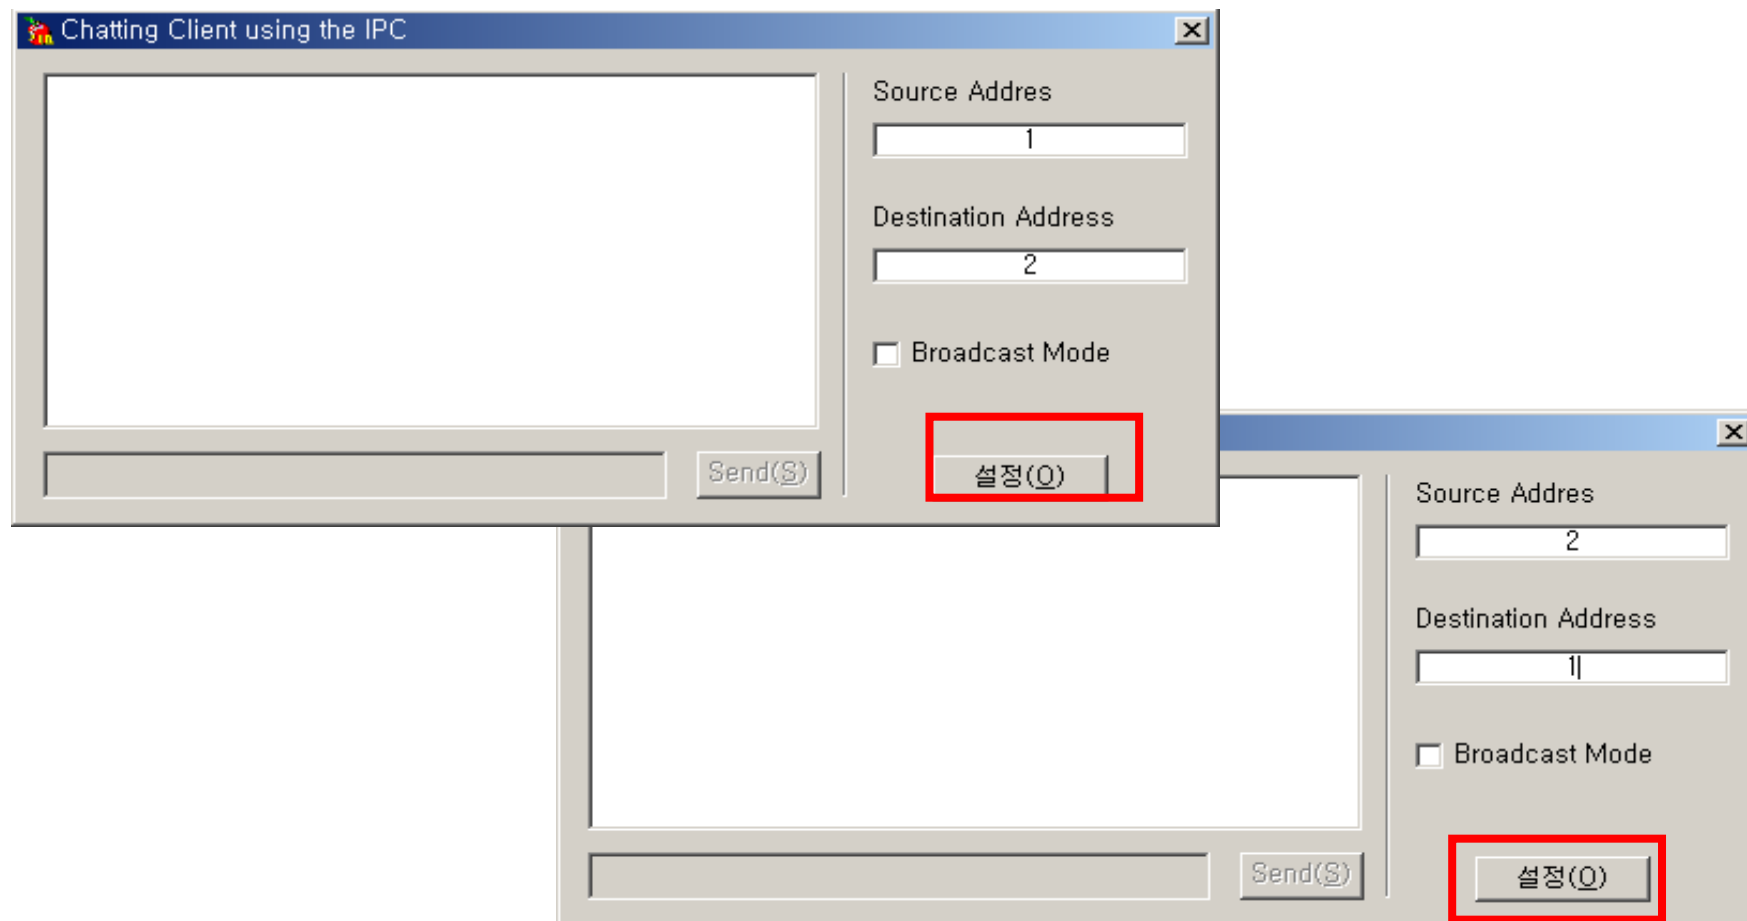 Chatting Client using the IPC
Source Addres
1
Destination Address
2
Broadcast Mode
Send(S)
설정(O)
Source Addres
2
Destination Address
1
Broadcast Mode
Send(S)
설정(O)